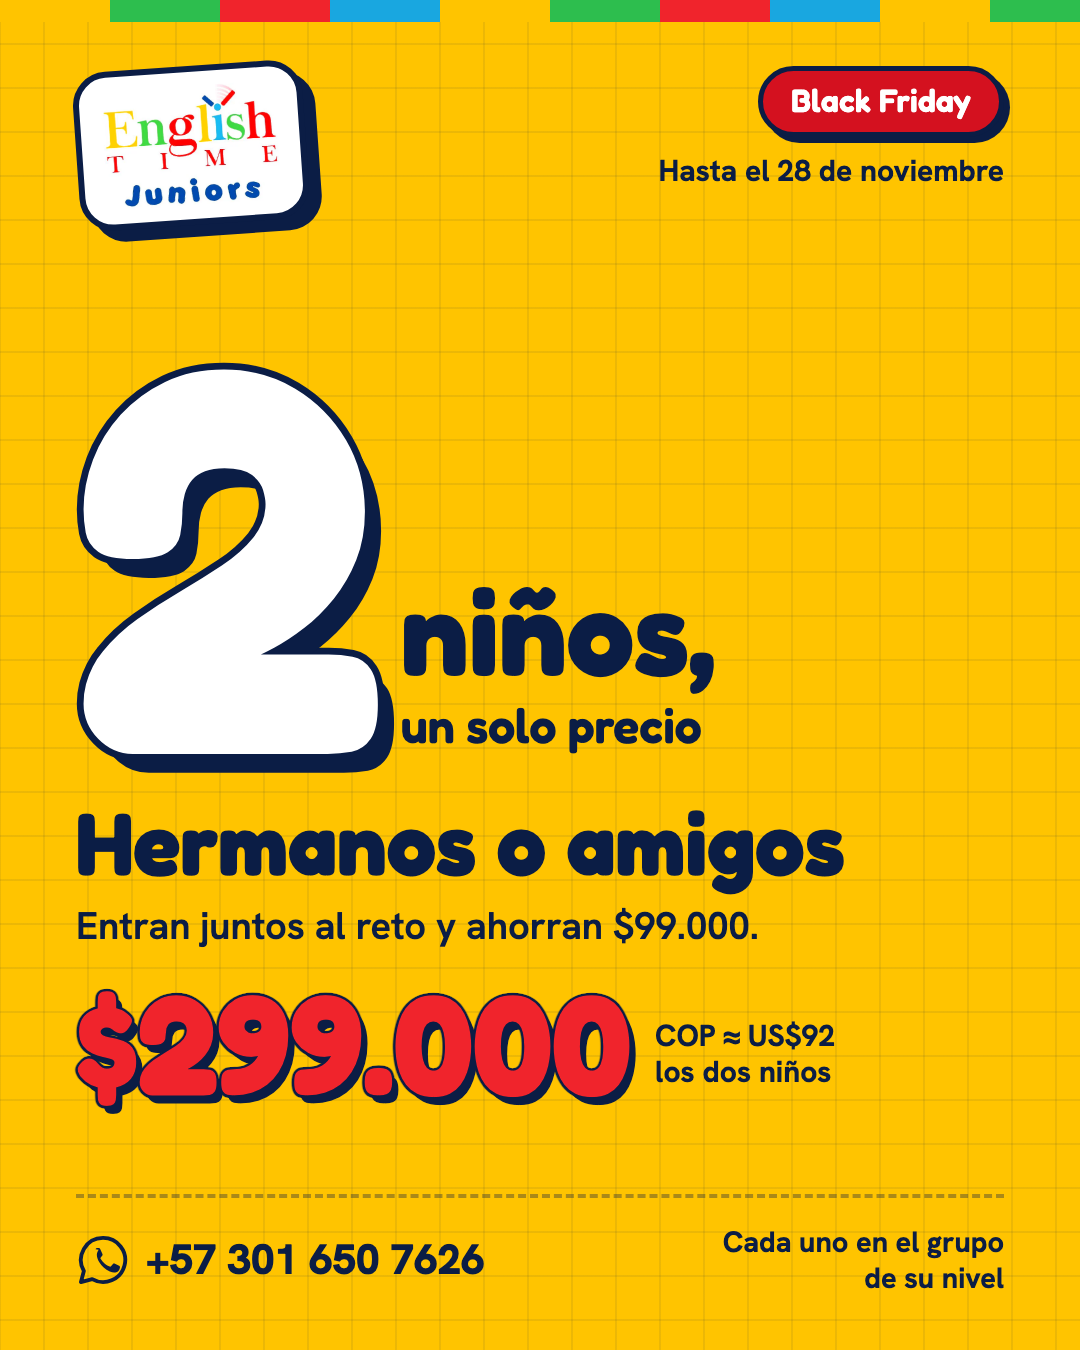 English
TIME
Juniors
Black Friday
Hasta el 28 de noviembre
2 niños,
un solo precio
Hermanos o amigos
Entran juntos al reto y ahorran $99.000.
$299.000
COP ≈ US$92
los dos niños
+57 301 650 7626
Cada uno en el grupo
de su nivel